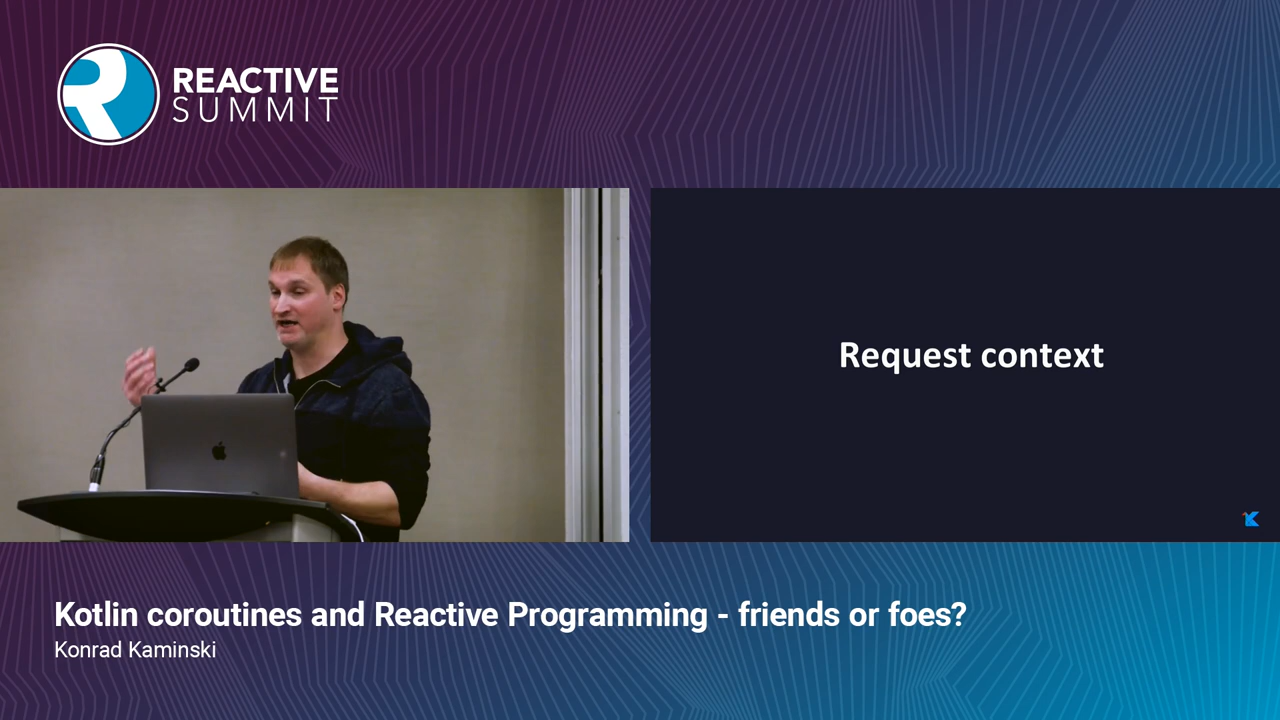 REACTIVE
SUMMIT
Request context
Kotlin coroutines and Reactive Programming - friends or foes?
Konrad Kaminski